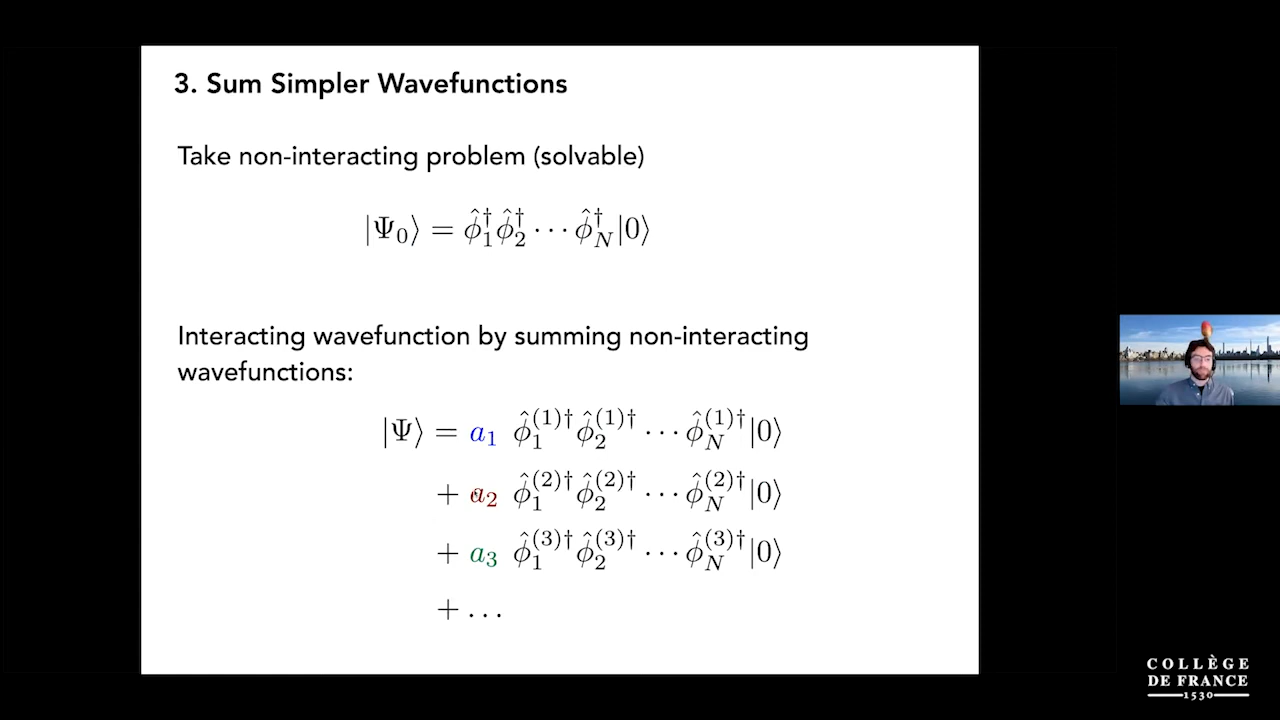 3. Sum Simpler Wavefunctions
Take non-interacting problem (solvable)
|Ψ₀⟩ = φ̂₁† φ̂₂† ⋯ φ̂_N† |0⟩
Interacting wavefunction by summing non-interacting
wavefunctions:
|Ψ⟩ = a₁ φ̂₁⁽¹⁾† φ̂₂⁽¹⁾† ⋯ φ̂_N⁽¹⁾† |0⟩
+ a₂ φ̂₁⁽²⁾† φ̂₂⁽²⁾† ⋯ φ̂_N⁽²⁾† |0⟩
+ a₃ φ̂₁⁽³⁾† φ̂₂⁽³⁾† ⋯ φ̂_N⁽³⁾† |0⟩
+ …
COLLÈGE
DE FRANCE
1530